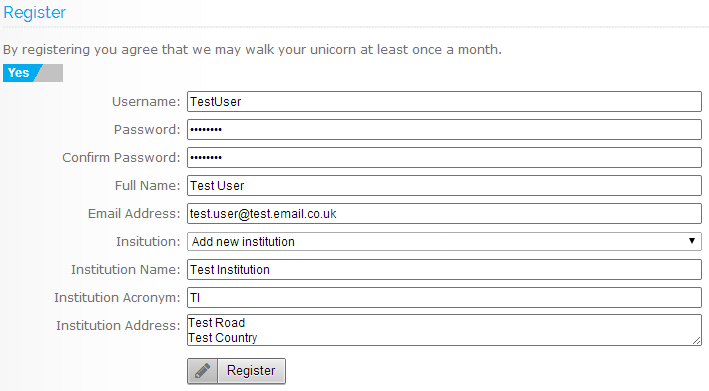 Register
By registering you agree that we may walk your unicorn at least once a month.
Yes
Username: TestUser
Password: ••••••••
Confirm Password: ••••••••
Full Name: Test User
Email Address: test.user@test.email.co.uk
Insitution: Add new institution
Institution Name: Test Institution
Institution Acronym: TI
Institution Address: Test Road
Test Country
Register